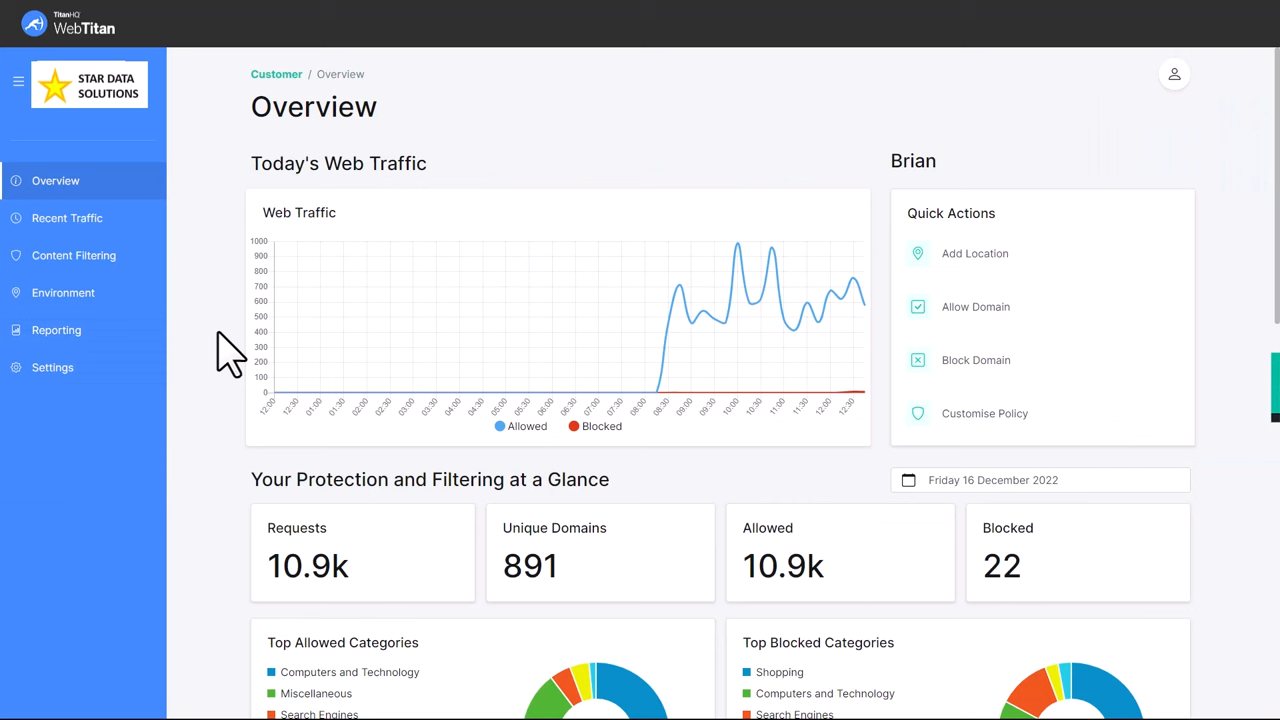 TitanHQ
WebTitan
STAR DATA
SOLUTIONS
Overview
Recent Traffic
Content Filtering
Environment
Reporting
Settings
Customer / Overview
Overview
Today's Web Traffic
Web Traffic
1000
900
800
700
600
500
400
300
200
100
0
12:00 12:30 01:00 01:30 02:00 02:30 03:00 03:30 04:00 04:30 05:00 05:30 06:00 06:30 07:00 07:30 08:00 08:30 09:00 09:30 10:00 10:30 11:00 11:30 12:00 12:30
Allowed Blocked
Brian
Quick Actions
Add Location
Allow Domain
Block Domain
Customise Policy
Your Protection and Filtering at a Glance
Friday 16 December 2022
Requests
10.9k
Unique Domains
891
Allowed
10.9k
Blocked
22
Top Allowed Categories
Computers and Technology
Miscellaneous
Search Engines
Top Blocked Categories
Shopping
Computers and Technology
Search Engines